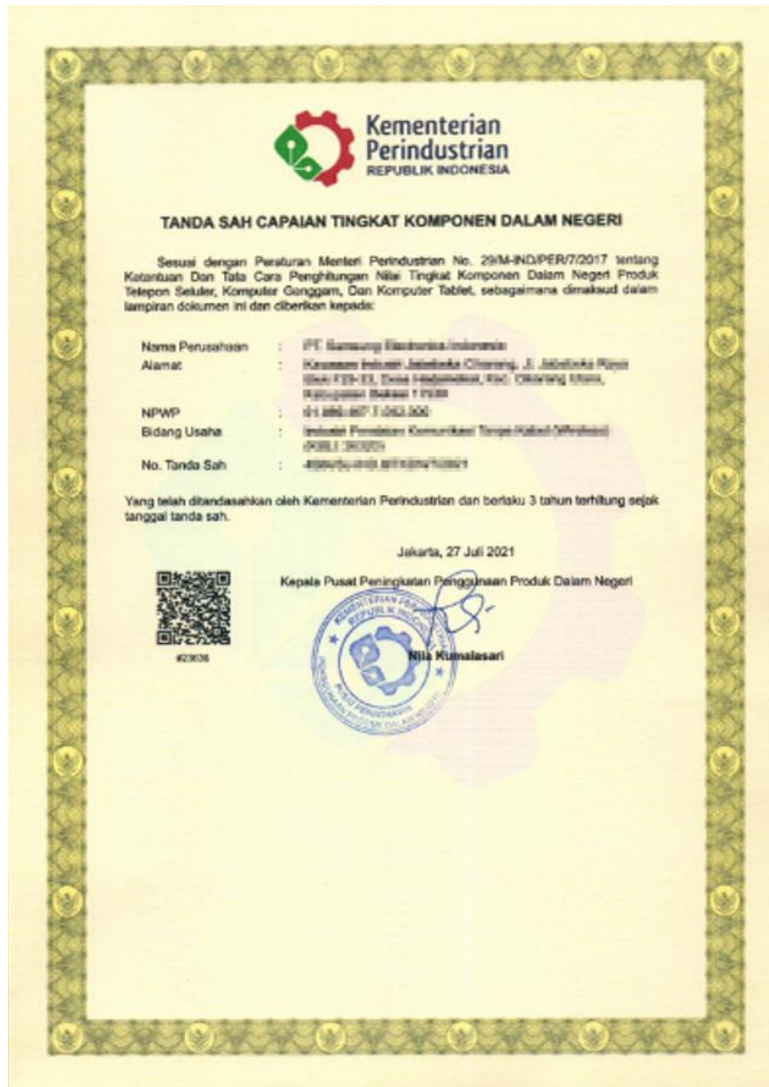 Kementerian
Perindustrian
REPUBLIK INDONESIA
TANDA SAH CAPAIAN TINGKAT KOMPONEN DALAM NEGERI
Sesuai dengan Peraturan Menteri Perindustrian No. 29/M-IND/PER/7/2017 tentang
Ketentuan Dan Tata Cara Penghitungan Nilai Tingkat Komponen Dalam Negeri Produk
Telepon Seluler, Komputer Genggam, Dan Komputer Tablet, sebagaimana dimaksud dalam
lampiran dokumen ini dan diberikan kepada:
Nama Perusahaan :
Alamat :
NPWP :
Bidang Usaha :
No. Tanda Sah :
Yang telah ditandasahkan oleh Kementerian Perindustrian dan berlaku 3 tahun terhitung sejak
tanggal tanda sah.
Jakarta, 27 Juli 2021
Kepala Pusat Peningkatan Penggunaan Produk Dalam Negeri
KEMENTERIAN
REPUBLIK
Nila Kumalasari
#23636